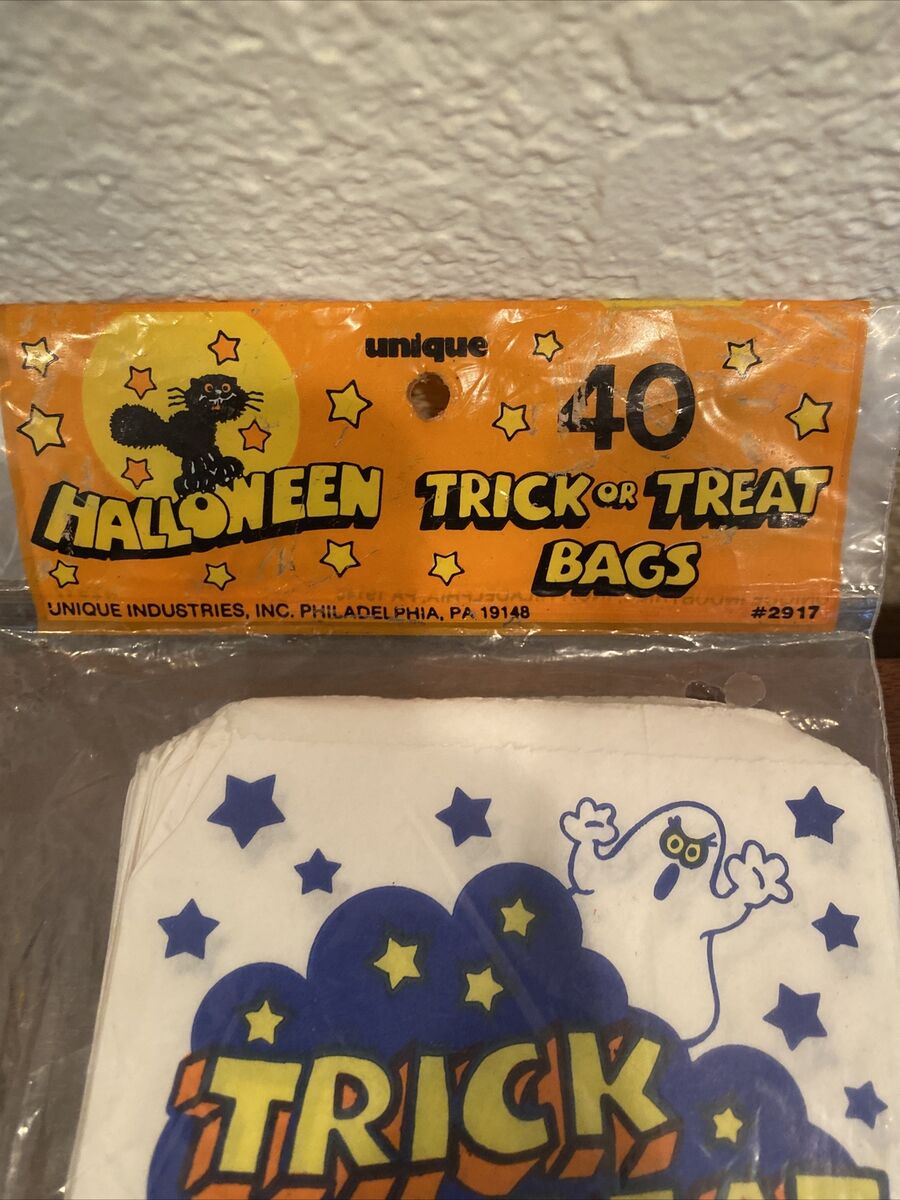 unique
40
HALLOWEEN TRICK OR TREAT
BAGS
UNIQUE INDUSTRIES, INC. PHILADELPHIA, PA 19148 #2917
TRICK